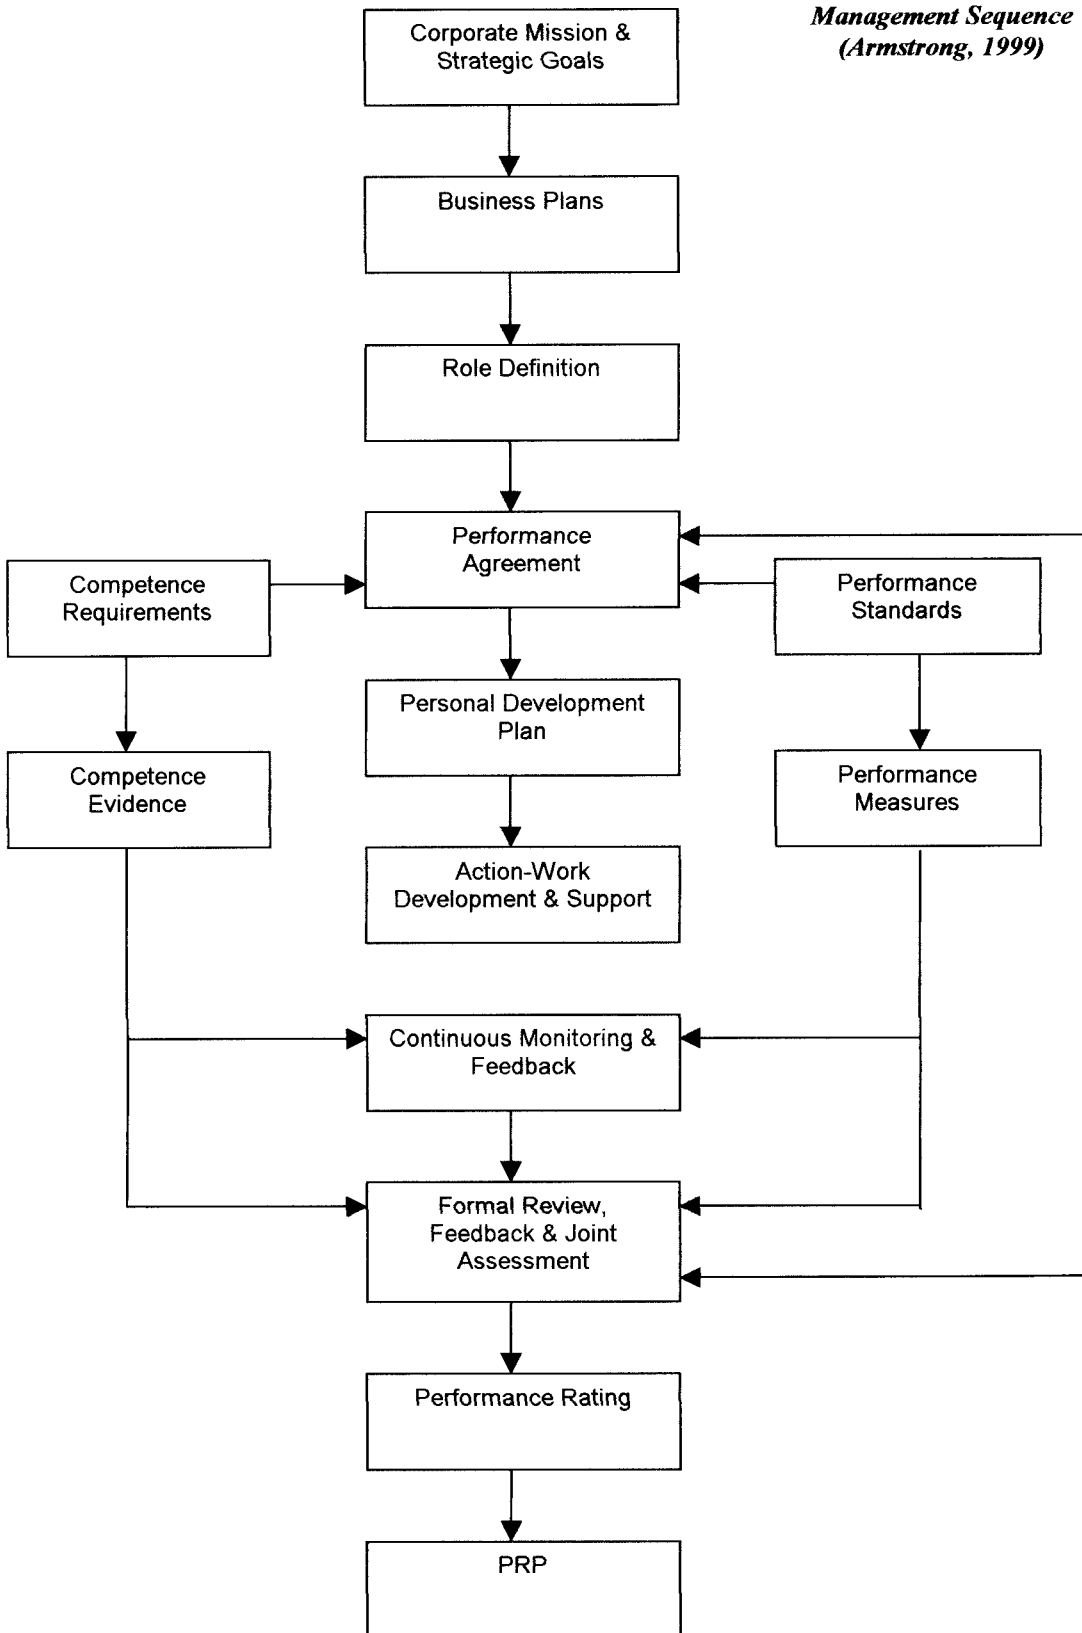 Management Sequence
(Armstrong, 1999)
Corporate Mission &
Strategic Goals
Business Plans
Role Definition
Performance
Agreement
Competence
Requirements
Performance
Standards
Personal Development
Plan
Competence
Evidence
Performance
Measures
Action-Work
Development & Support
Continuous Monitoring &
Feedback
Formal Review,
Feedback & Joint
Assessment
Performance Rating
PRP